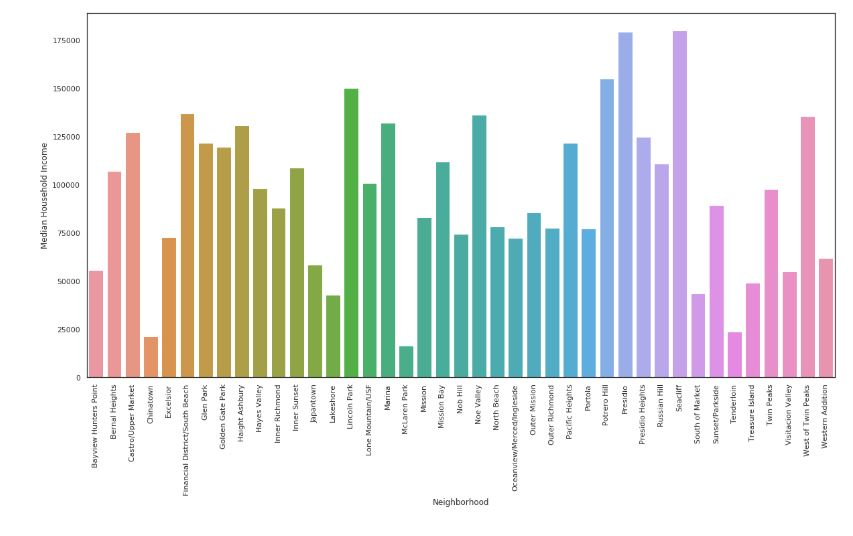 Median Household Income
175000
150000
125000
100000
75000
50000
25000
0
Bayview Hunters Point
Bernal Heights
Castro/Upper Market
Chinatown
Excelsior
Financial District/South Beach
Glen Park
Golden Gate Park
Haight Ashbury
Hayes Valley
Inner Richmond
Inner Sunset
Japantown
Lakeshore
Lincoln Park
Lone Mountain/USF
Marina
McLaren Park
Mission
Mission Bay
Nob Hill
Noe Valley
North Beach
Oceanview/Merced/Ingleside
Outer Mission
Outer Richmond
Pacific Heights
Portola
Potrero Hill
Presidio
Presidio Heights
Russian Hill
Seacliff
South of Market
Sunset/Parkside
Tenderloin
Treasure Island
Twin Peaks
Visitacion Valley
West of Twin Peaks
Western Addition
Neighborhood